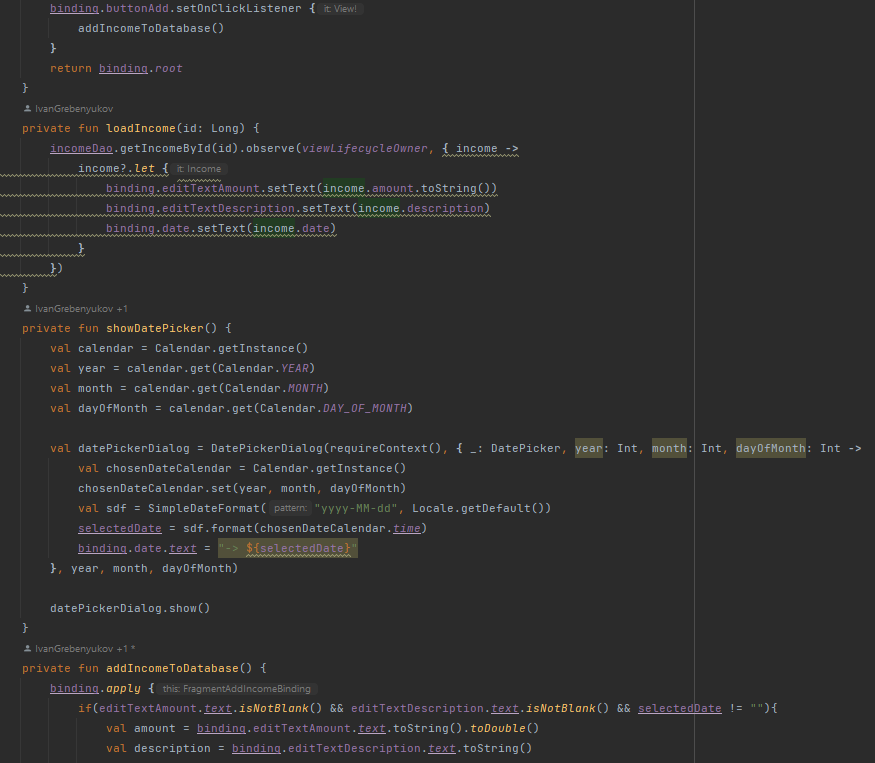 binding.buttonAdd.setOnClickListener { it: View!
addIncomeToDatabase()
}
return binding.root
}
IvanGrebenyukov
private fun loadIncome(id: Long) {
incomeDao.getIncomeById(id).observe(viewLifecycleOwner, { income ->
income?.let { it: Income
binding.editTextAmount.setText(income.amount.toString())
binding.editTextDescription.setText(income.description)
binding.date.setText(income.date)
}
})
}
IvanGrebenyukov +1
private fun showDatePicker() {
val calendar = Calendar.getInstance()
val year = calendar.get(Calendar.YEAR)
val month = calendar.get(Calendar.MONTH)
val dayOfMonth = calendar.get(Calendar.DAY_OF_MONTH)
val datePickerDialog = DatePickerDialog(requireContext(), { _: DatePicker, year: Int, month: Int, dayOfMonth: Int ->
val chosenDateCalendar = Calendar.getInstance()
chosenDateCalendar.set(year, month, dayOfMonth)
val sdf = SimpleDateFormat( pattern: "yyyy-MM-dd", Locale.getDefault())
selectedDate = sdf.format(chosenDateCalendar.time)
binding.date.text = "-> ${selectedDate}"
}, year, month, dayOfMonth)
datePickerDialog.show()
}
IvanGrebenyukov +1 *
private fun addIncomeToDatabase() {
binding.apply { this: FragmentAddIncomeBinding
if(editTextAmount.text.isNotBlank() && editTextDescription.text.isNotBlank() && selectedDate != ""){
val amount = binding.editTextAmount.text.toString().toDouble()
val description = binding.editTextDescription.text.toString()